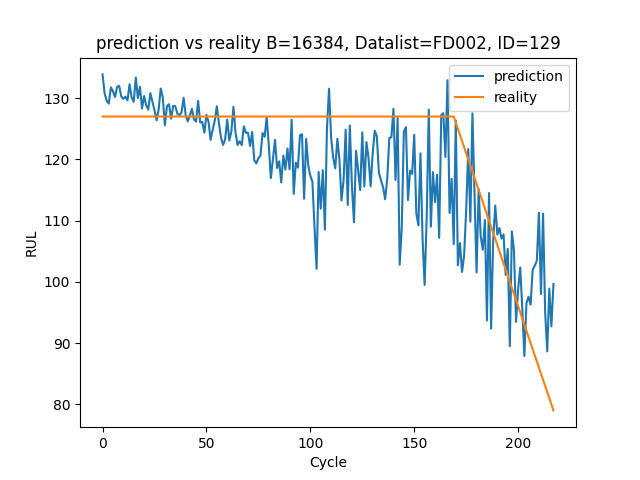 prediction vs reality B=16384, Datalist=FD002, ID=129
prediction
reality
RUL
130
120
110
100
90
80
0 50 100 150 200
Cycle